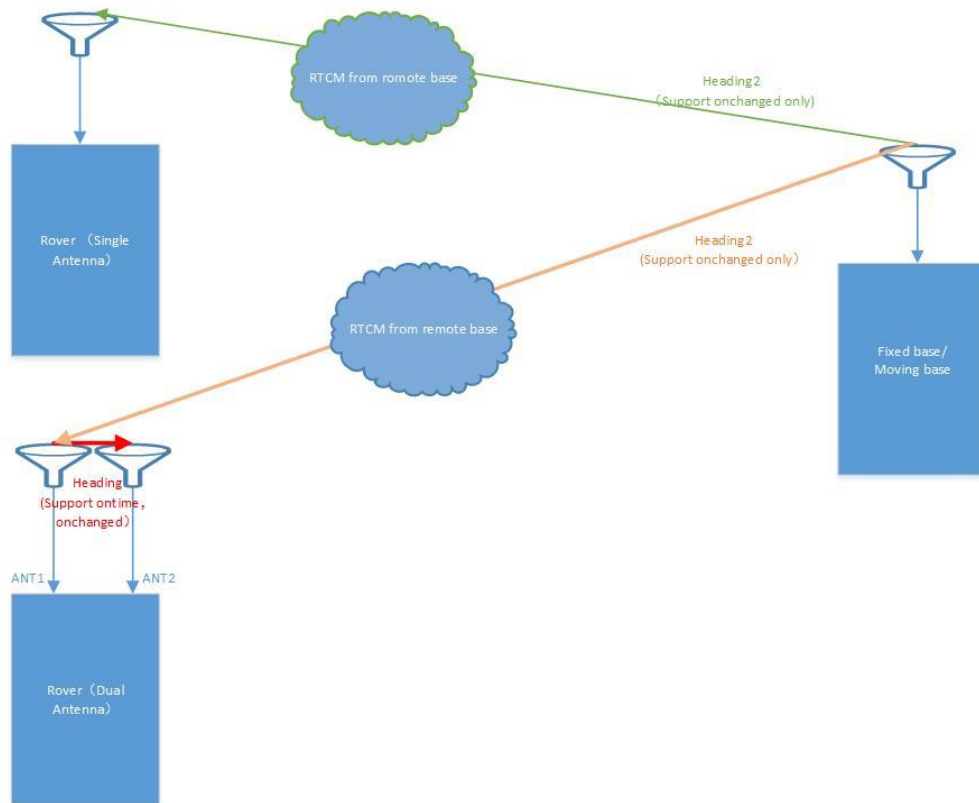 RTCM from romote base
Heading2
（Support onchanged only)
Rover （Single
Antenna）
Heading2
(Support onchanged only）
RTCM from remote base
Fixed base/
Moving base
Heading
(Support ontime，
onchanged）
ANT1
ANT2
Rover（Dual
Antenna）